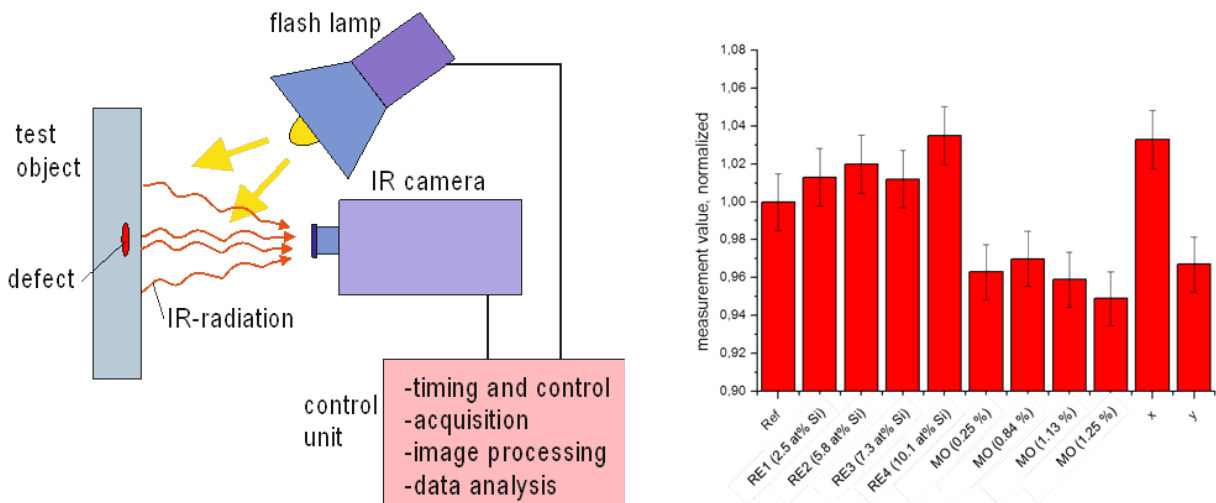 flash lamp
test
object
IR camera
defect
IR-radiation
control
unit
-timing and control
-acquisition
-image processing
-data analysis
measurement value, normalized
1,08
1,06
1,04
1,02
1,00
0,98
0,96
0,94
0,92
0,90
Ref
RE1 (2.5 at% Si)
RE2 (5.8 at% Si)
RE3 (7.3 at% Si)
RE4 (10.1 at% Si)
MO (0.25 %)
MO (0.84 %)
MO (1.13 %)
MO (1.25 %)
x
y